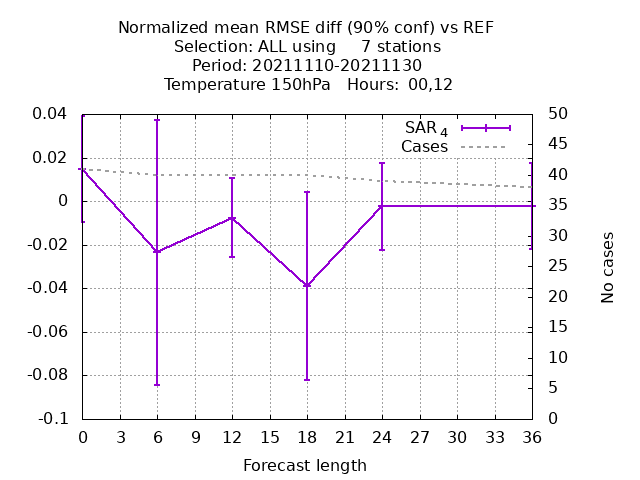 Normalized mean RMSE diff (90% conf) vs REF
Selection: ALL using     7 stations
Period: 20211110-20211130
Temperature 150hPa   Hours: 00,12
SAR 4
Cases
0.04
0.02
0
-0.02
-0.04
-0.06
-0.08
-0.1
50
45
40
35
30
25
20
15
10
5
0
No cases
0 3 6 9 12 15 18 21 24 27 30 33 36
Forecast length